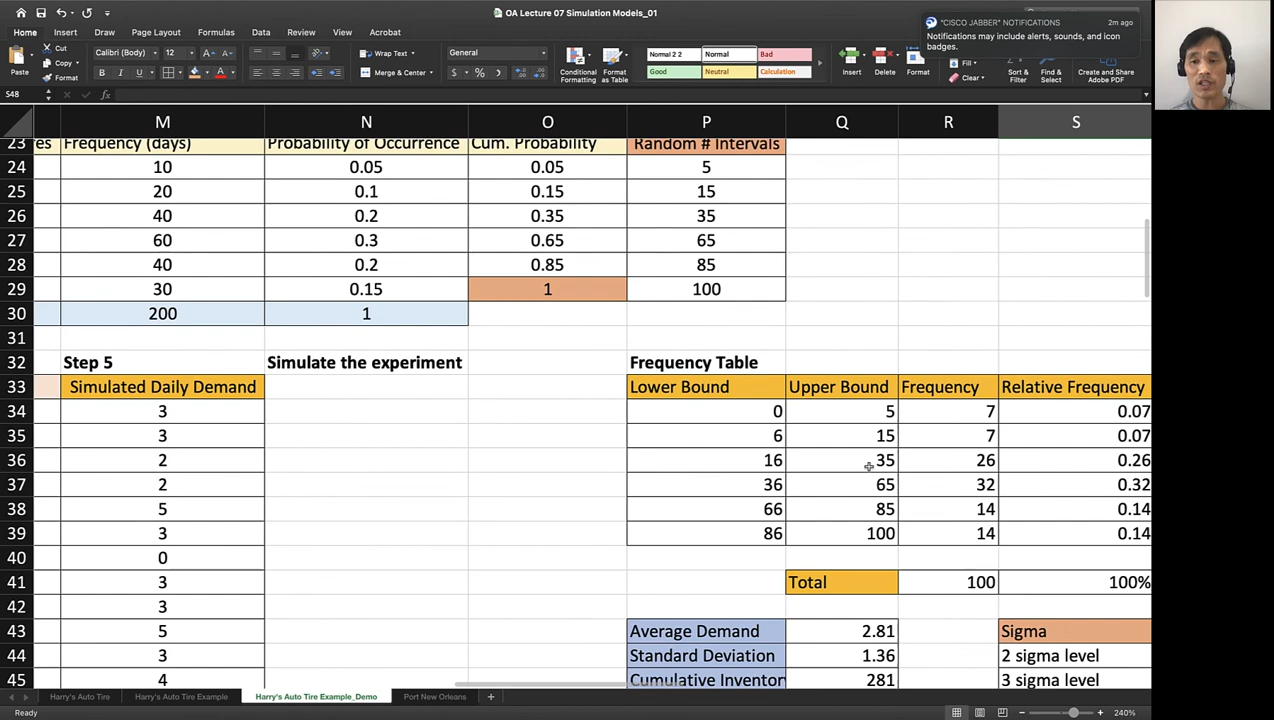 OA Lecture 07 Simulation Models_01
"CISCO JABBER" NOTIFICATIONS 2m ago
Notifications may include alerts, sounds, and icon
badges.
Home Insert Draw Page Layout Formulas Data Review View Acrobat
Paste Cut Copy Format
Calibri (Body) 12
B I U
Wrap Text
Merge & Center
General
$ % 
Conditional
Formatting
Format
as Table
Normal 2 2 Normal Bad
Good Neutral Calculation
Insert Delete Format
Fill
Clear
Sort &
Filter
Find &
Select
Create and Share
Adobe PDF
S48 fx
M N O P Q R S
23 es Frequency (days) Probability of Occurrence Cum. Probability Random # Intervals
24 10 0.05 0.05 5
25 20 0.1 0.15 15
26 40 0.2 0.35 35
27 60 0.3 0.65 65
28 40 0.2 0.85 85
29 30 0.15 1 100
30 200 1
31
32 Step 5 Simulate the experiment Frequency Table
33 Simulated Daily Demand Lower Bound Upper Bound Frequency Relative Frequency
34 3 0 5 7 0.07
35 3 6 15 7 0.07
36 2 16 35 26 0.26
37 2 36 65 32 0.32
38 5 66 85 14 0.14
39 3 86 100 14 0.14
40 0
41 3 Total 100 100%
42 3
43 5 Average Demand 2.81 Sigma
44 3 Standard Deviation 1.36 2 sigma level
45 4 Cumulative Inventor 281 3 sigma level
Harry's Auto Tire Harry's Auto Tire Example Harry's Auto Tire Example_Demo Port New Orleans +
Ready 240%